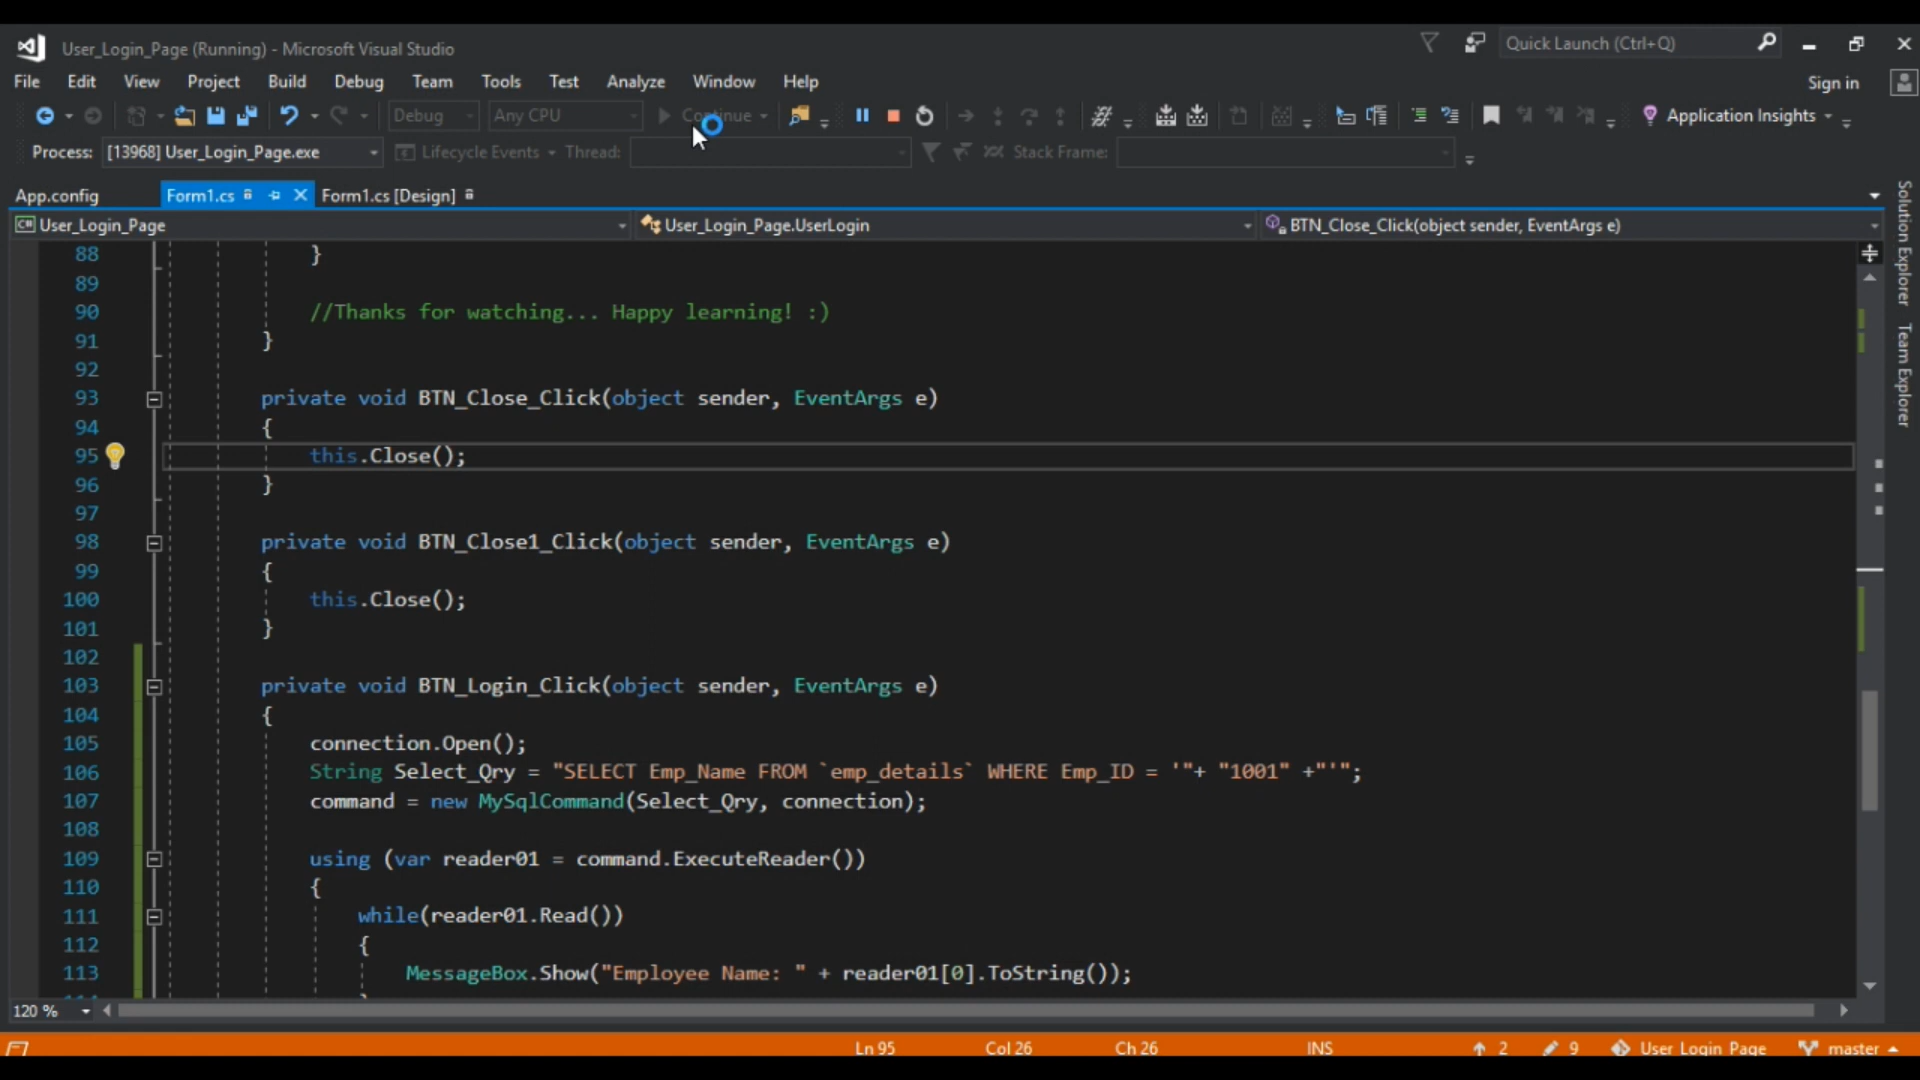 User_Login_Page (Running) - Microsoft Visual Studio
Quick Launch (Ctrl+Q)
File Edit View Project Build Debug Team Tools Test Analyze Window Help
Sign in
Debug Any CPU Continue Application Insights
Process: [13968] User_Login_Page.exe Lifecycle Events Thread: Stack Frame:
App.config Form1.cs Form1.cs [Design]
User_Login_Page User_Login_Page.UserLogin BTN_Close_Click(object sender, EventArgs e)
Solution Explorer
Team Explorer
88 }
89
90 //Thanks for watching... Happy learning! :)
91 }
92
93 private void BTN_Close_Click(object sender, EventArgs e)
94 {
95 this.Close();
96 }
97
98 private void BTN_Close1_Click(object sender, EventArgs e)
99 {
100 this.Close();
101 }
102
103 private void BTN_Login_Click(object sender, EventArgs e)
104 {
105 connection.Open();
106 String Select_Qry = "SELECT Emp_Name FROM `emp_details` WHERE Emp_ID = '"+ "1001" +"'";
107 command = new MySqlCommand(Select_Qry, connection);
108
109 using (var reader01 = command.ExecuteReader())
110 {
111 while(reader01.Read())
112 {
113 MessageBox.Show("Employee Name: " + reader01[0].ToString());
120 %
Ln 95 Col 26 Ch 26 INS 2 9 User_Login_Page master